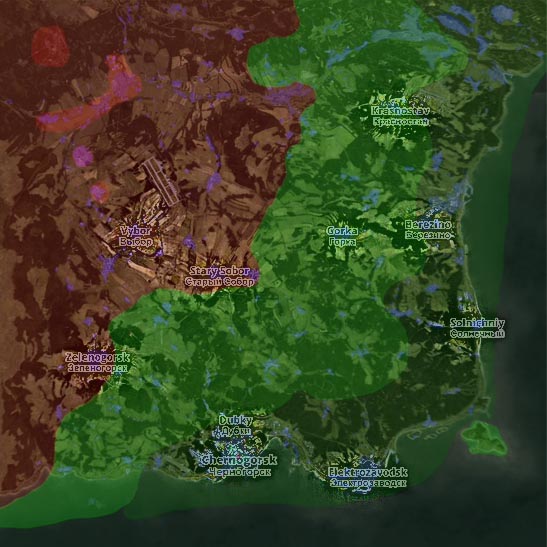 Krasnostav
Красностав
Vybor
Выбор
Gorka
Горка
Berezino
Березино
Stary Sobor
Старый Собор
Solnichniy
Солнечный
Zelenogorsk
Зеленогорск
Dubky
Дубки
Chernogorsk
Черногорск
Elektrozavodsk
Электрозаводск